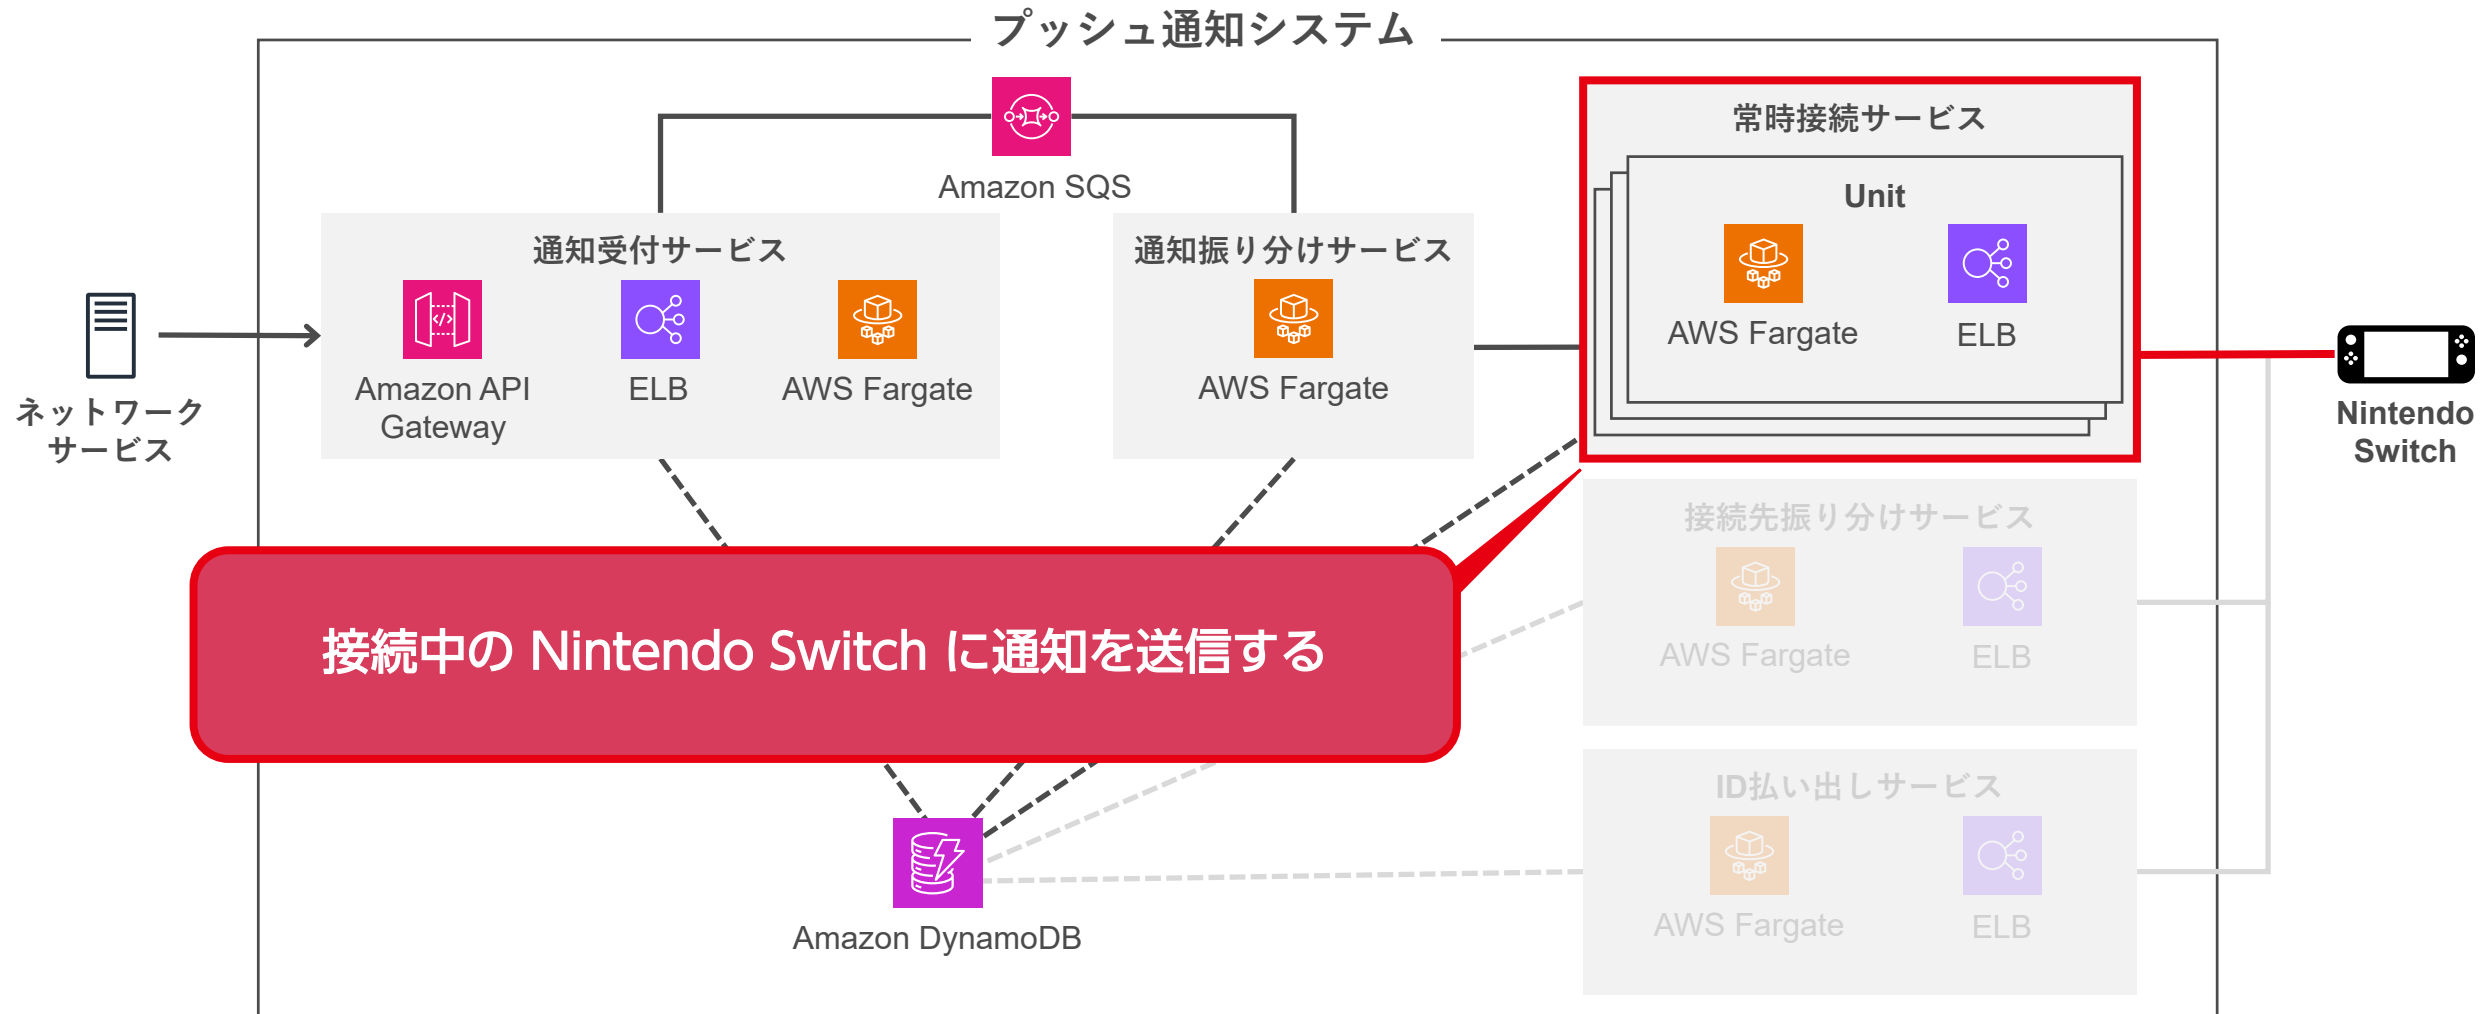 プッシュ通知システム
Amazon SQS
常時接続サービス
Unit
AWS Fargate
ELB
通知受付サービス
Amazon API
Gateway
ELB
AWS Fargate
通知振り分けサービス
AWS Fargate
ネットワーク
サービス
Nintendo
Switch
接続先振り分けサービス
AWS Fargate
ELB
接続中の Nintendo Switch に通知を送信する
ID払い出しサービス
AWS Fargate
ELB
Amazon DynamoDB